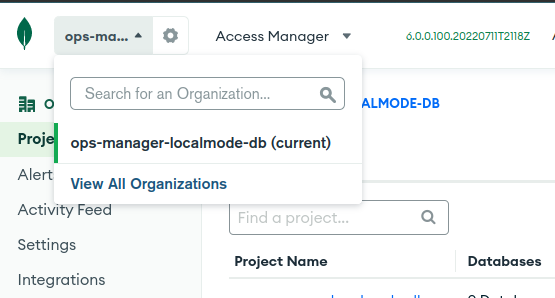 ops-ma...
Access Manager
6.0.0.100.20220711T2118Z
Search for an Organization...
ALMODE-DB
ops-manager-localmode-db (current)
View All Organizations
Alert
Activity Feed
Settings
Integrations
Find a project...
Project Name
Databases